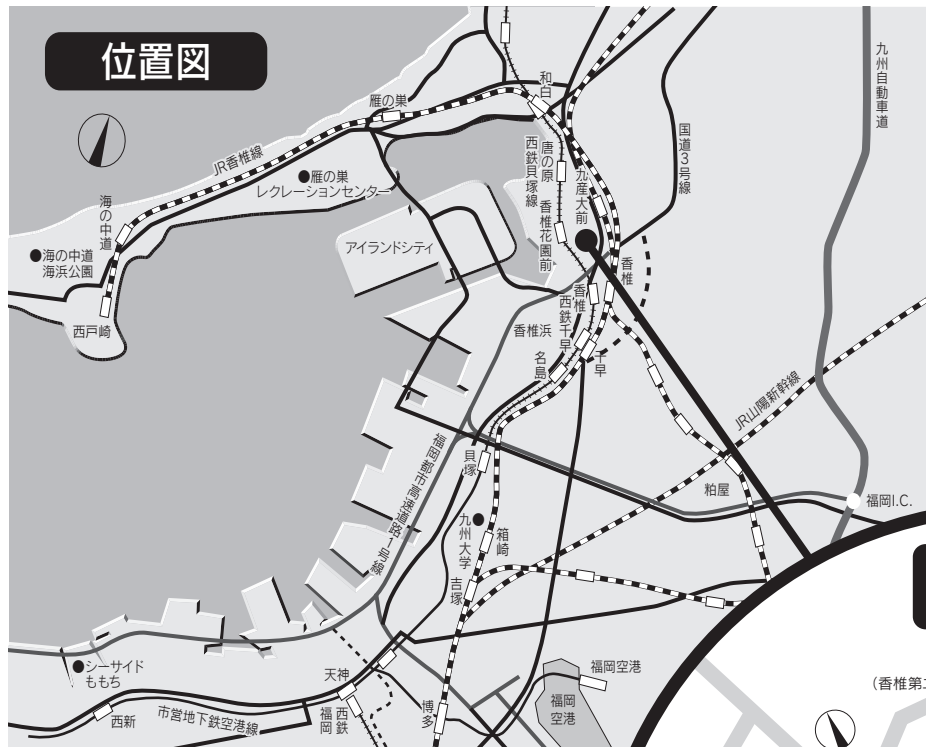 位置図
九州自動車道
和白
雁の巣
国道3号線
JR香椎線
唐の原
西鉄貝塚線
九産大前
●雁の巣
レクレーションセンター
海の中道
香椎花園前
アイランドシティ
●海の中道
海浜公園
香椎
香椎
西鉄千早
西戸崎
香椎浜
千早
名島
JR山陽新幹線
福岡都市高速道路1号線
貝塚
粕屋
福岡I.C.
九州大学
箱崎
吉塚
●シーサイド
ももち
天神
福岡空港
福岡
空港
(香椎第
西新
市営地下鉄空港線
西鉄
福岡
博多